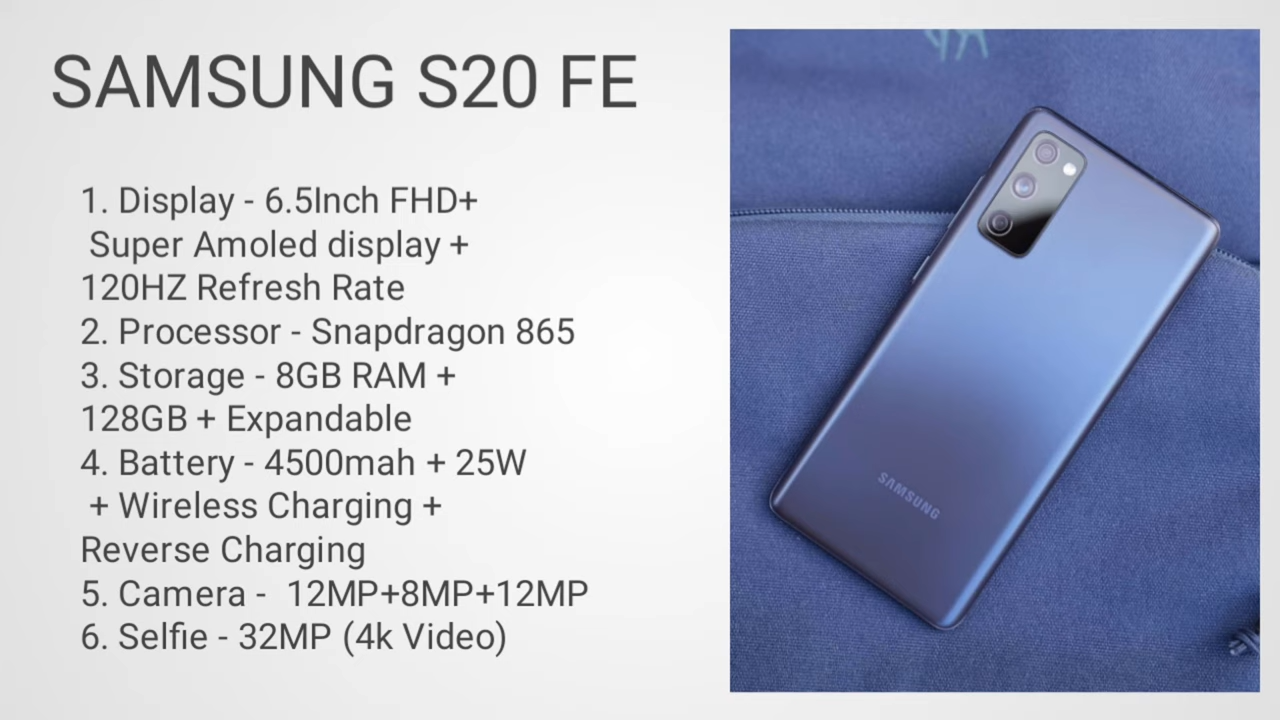 SAMSUNG S20 FE
1. Display - 6.5Inch FHD+
Super Amoled display +
120HZ Refresh Rate
2. Processor - Snapdragon 865
3. Storage - 8GB RAM +
128GB + Expandable
4. Battery - 4500mah + 25W
+ Wireless Charging +
Reverse Charging
5. Camera - 12MP+8MP+12MP
6. Selfie - 32MP (4k Video)
SAMSUNG